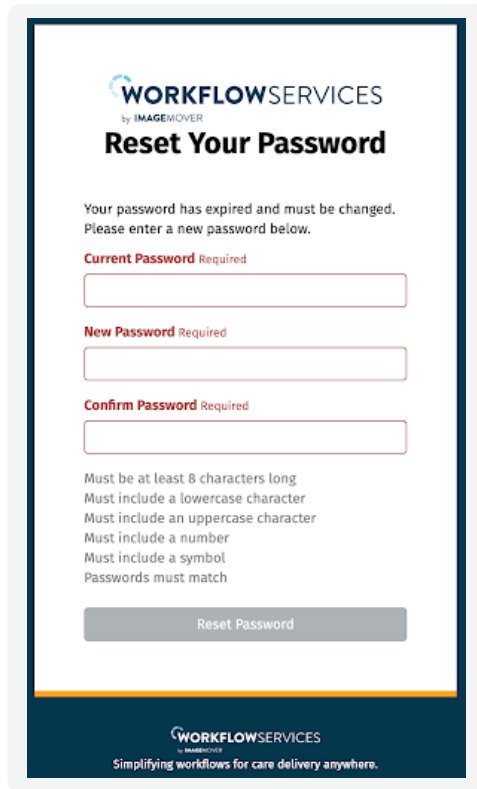 WORKFLOWSERVICES
by IMAGEMOVER
Reset Your Password
Your password has expired and must be changed.
Please enter a new password below.
Current Password Required
New Password Required
Confirm Password Required
Must be at least 8 characters long
Must include a lowercase character
Must include an uppercase character
Must include a number
Must include a symbol
Passwords must match
Reset Password
WORKFLOWSERVICES
by IMAGEMOVER
Simplifying workflows for care delivery anywhere.